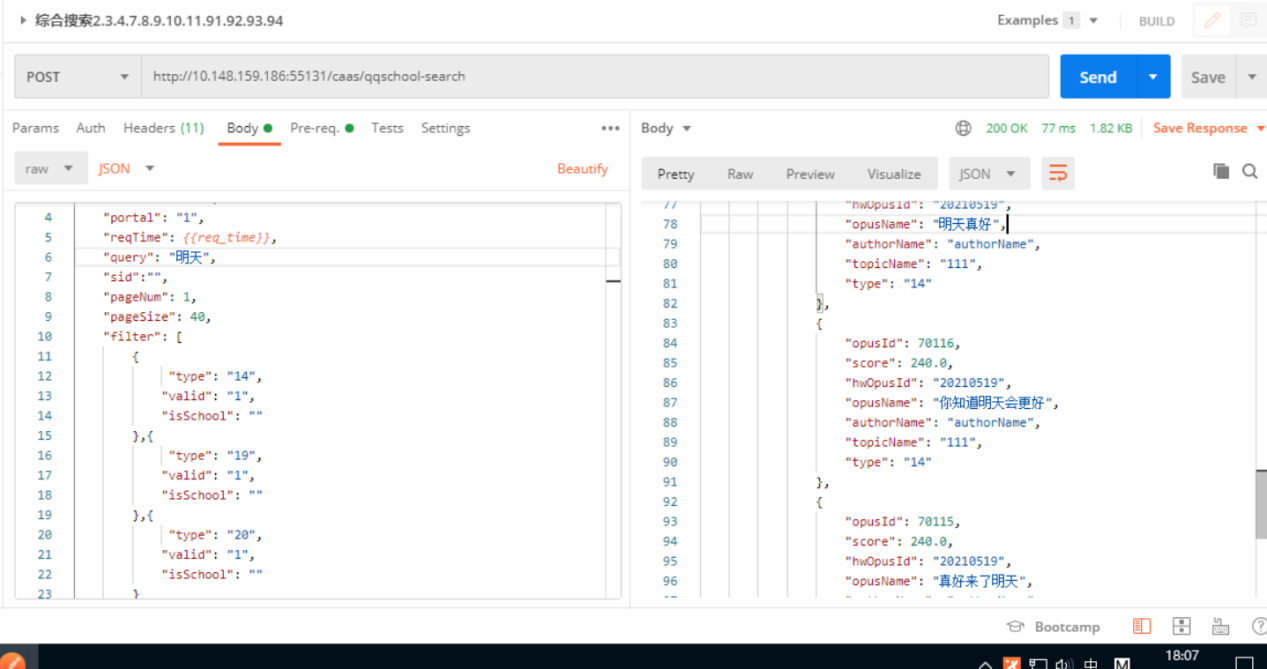 综合搜索2.3.4.7.8.9.10.11.91.92.93.94
Examples 1
BUILD
POST
http://10.148.159.186:55131/caas/qqschool-search
Send
Save
Params Auth Headers (11) Body Pre-req. Tests Settings
raw JSON Beautify
4 "portal": "1",
5 "reqTime": {{req_time}},
6 "query": "明天",
7 "sid":"",
8 "pageNum": 1,
9 "pageSize": 40,
10 "filter": [
11 {
12 "type": "14",
13 "valid": "1",
14 "isSchool": ""
15 },{
16 "type": "19",
17 "valid": "1",
18 "isSchool": ""
19 },{
20 "type": "20",
21 "valid": "1",
22 "isSchool": ""
23 }
Body 200 OK 77 ms 1.82 KB Save Response
Pretty Raw Preview Visualize JSON
77 "hwOpusId": "20210519",
78 "opusName": "明天真好",
79 "authorName": "authorName",
80 "topicName": "111",
81 "type": "14"
82 },
83 {
84 "opusId": 70116,
85 "score": 240.0,
86 "hwOpusId": "20210519",
87 "opusName": "你知道明天会更好",
88 "authorName": "authorName",
89 "topicName": "111",
90 "type": "14"
91 },
92 {
93 "opusId": 70115,
94 "score": 240.0,
95 "hwOpusId": "20210519",
96 "opusName": "真好来了明天",
Bootcamp
中 M 18:07